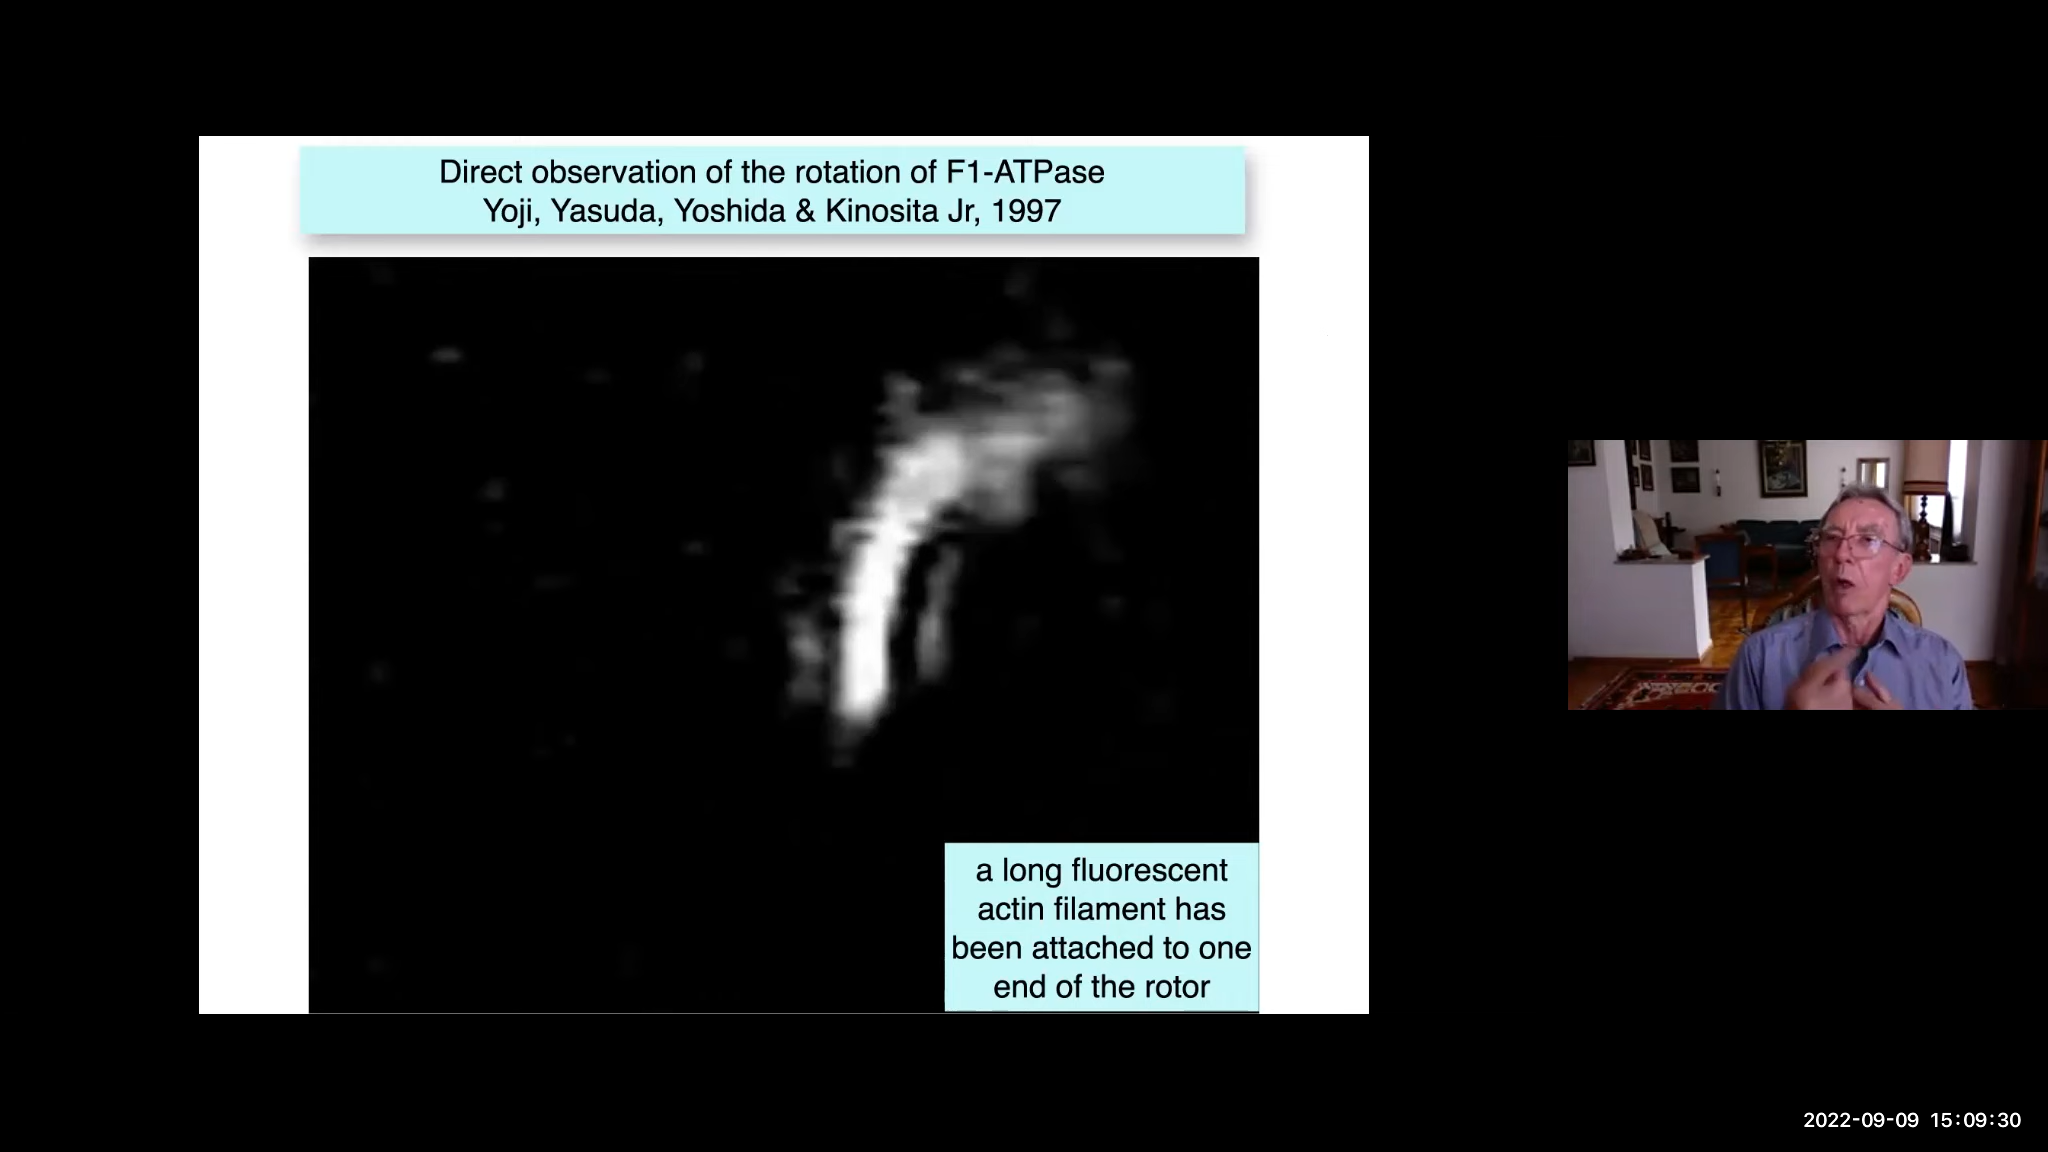 Direct observation of the rotation of F1-ATPase
Yoji, Yasuda, Yoshida & Kinosita Jr, 1997
a long fluorescent
actin filament has
been attached to one
end of the rotor
2022-09-09 15:09:30